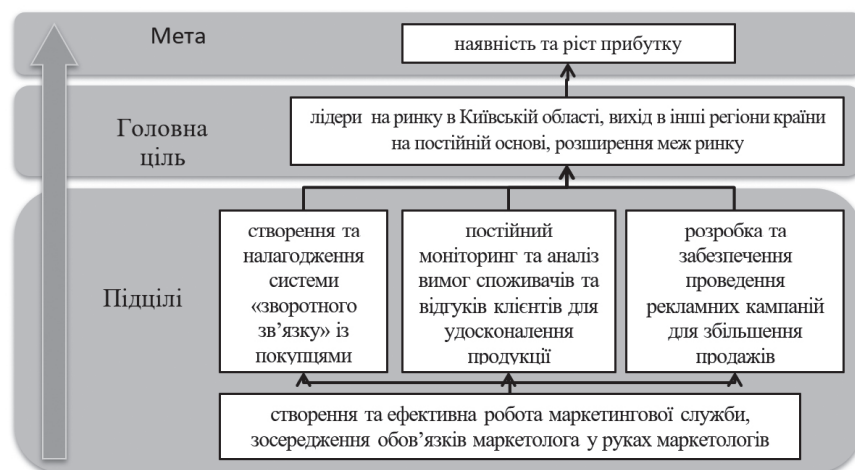 Мета
наявність та ріст прибутку
Головна
ціль
лідери на ринку в Київській області, вихід в інші регіони країни
на постійній основі, розширення меж ринку
Підцілі
створення та
налагодження
системи
«зворотного
зв’язку» із
покупцями
постійний
моніторинг та аналіз
вимог споживачів та
відгуків клієнтів для
удосконалення
продукції
розробка та
забезпечення
проведення
рекламних кампаній
для збільшення
продажів
створення та ефективна робота маркетингової служби,
зосередження обов’язків маркетолога у руках маркетологів